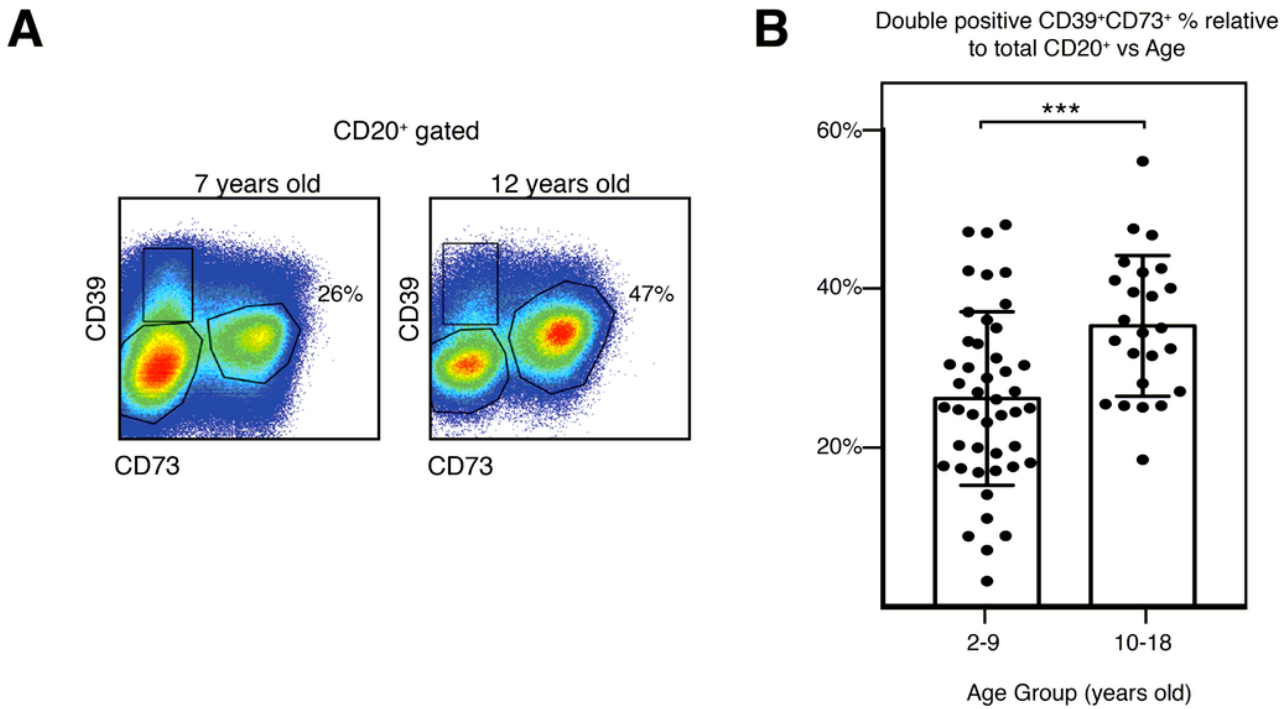 A
CD20⁺ gated
7 years old
12 years old
CD39
26%
CD39
47%
CD73
CD73
B
Double positive CD39⁺CD73⁺ % relative
to total CD20⁺ vs Age
***
60%
40%
20%
2-9
10-18
Age Group (years old)